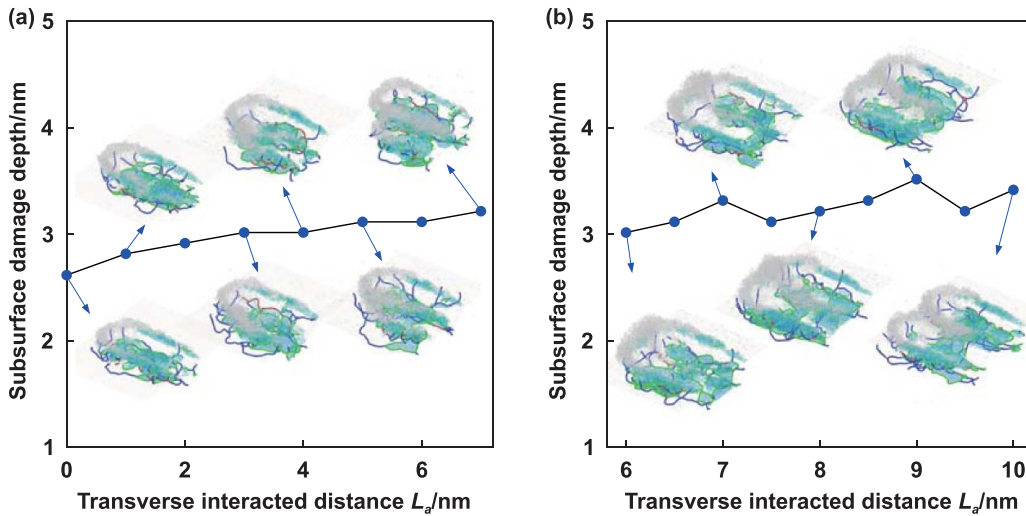 (a)
5
4
3
2
1
Subsurface damage depth/nm
0 2 4 6
Transverse interacted distance Lₐ/nm
(b)
5
4
3
2
1
Subsurface damage depth/nm
6 7 8 9 10
Transverse interacted distance Lₐ/nm